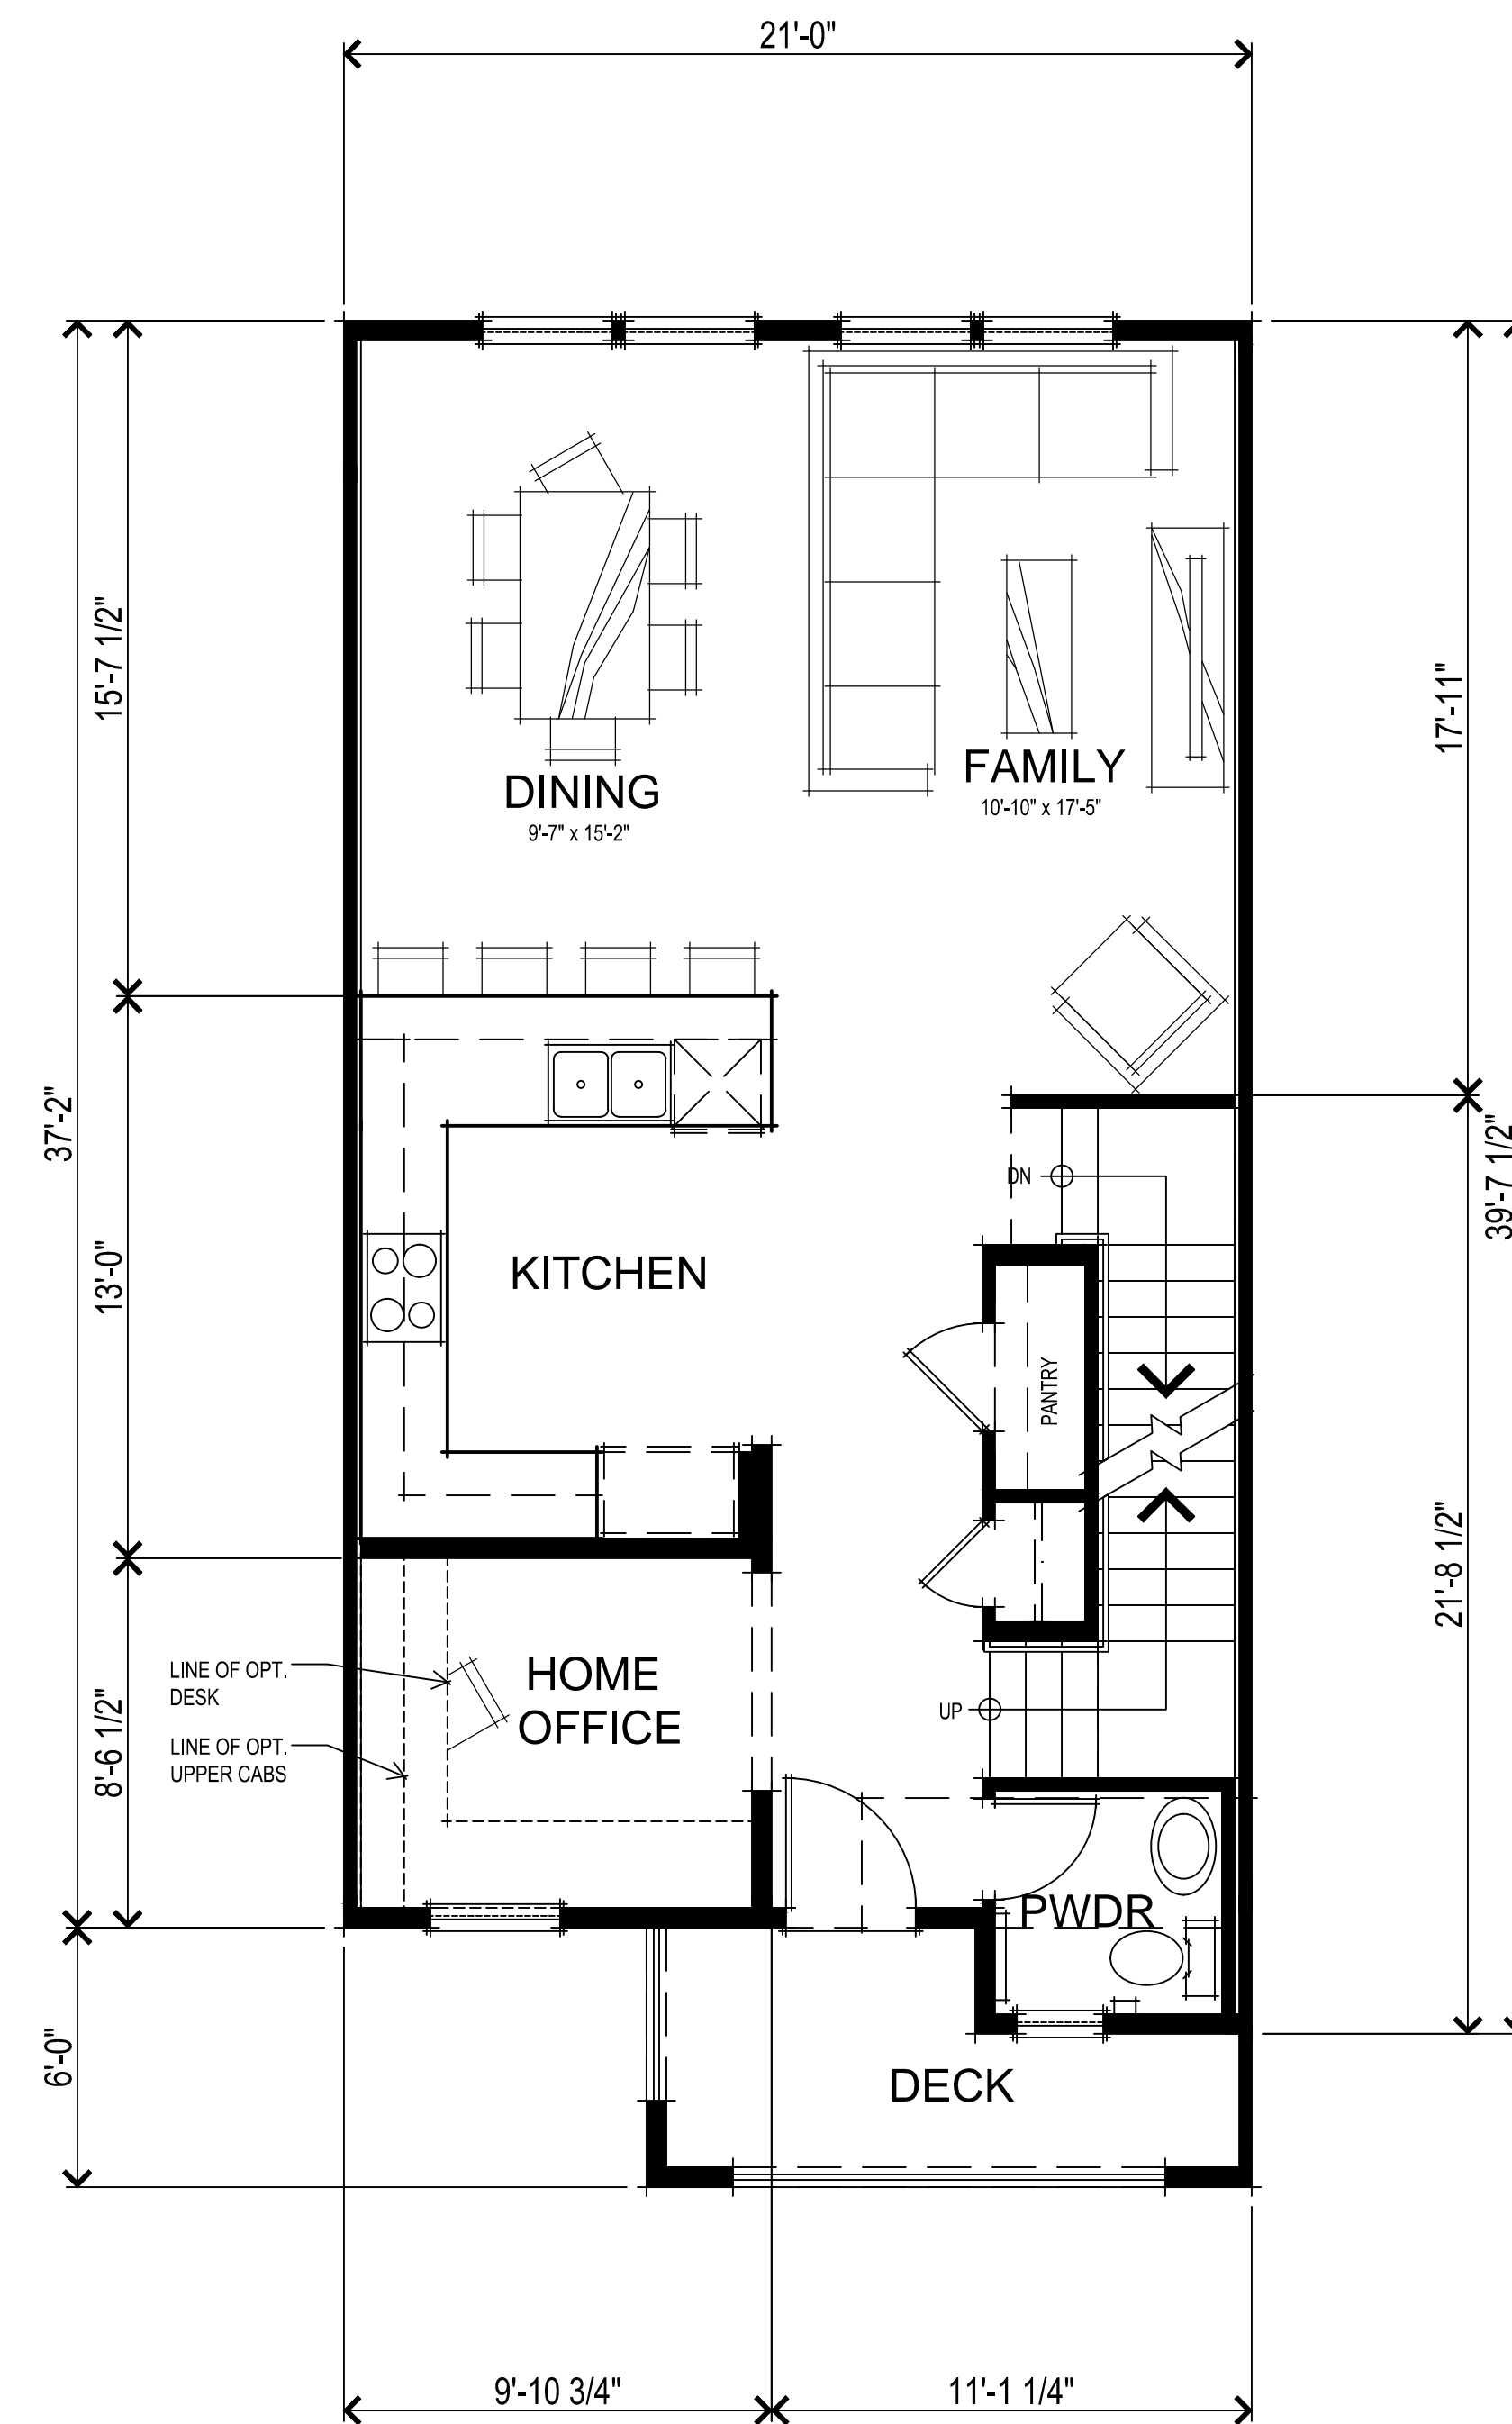 21'-0"
15'-7 1/2"
17'-11"
DINING
9'-7" x 15'-2"
FAMILY
10'-10" x 17'-5"
37'-2"
39'-7 1/2"
DN
13'-0"
KITCHEN
PANTRY
21'-8 1/2"
LINE OF OPT.
DESK
HOME
OFFICE
8'-6 1/2"
LINE OF OPT.
UPPER CABS
UP
PWDR
6'-0"
DECK
9'-10 3/4"
11'-1 1/4"